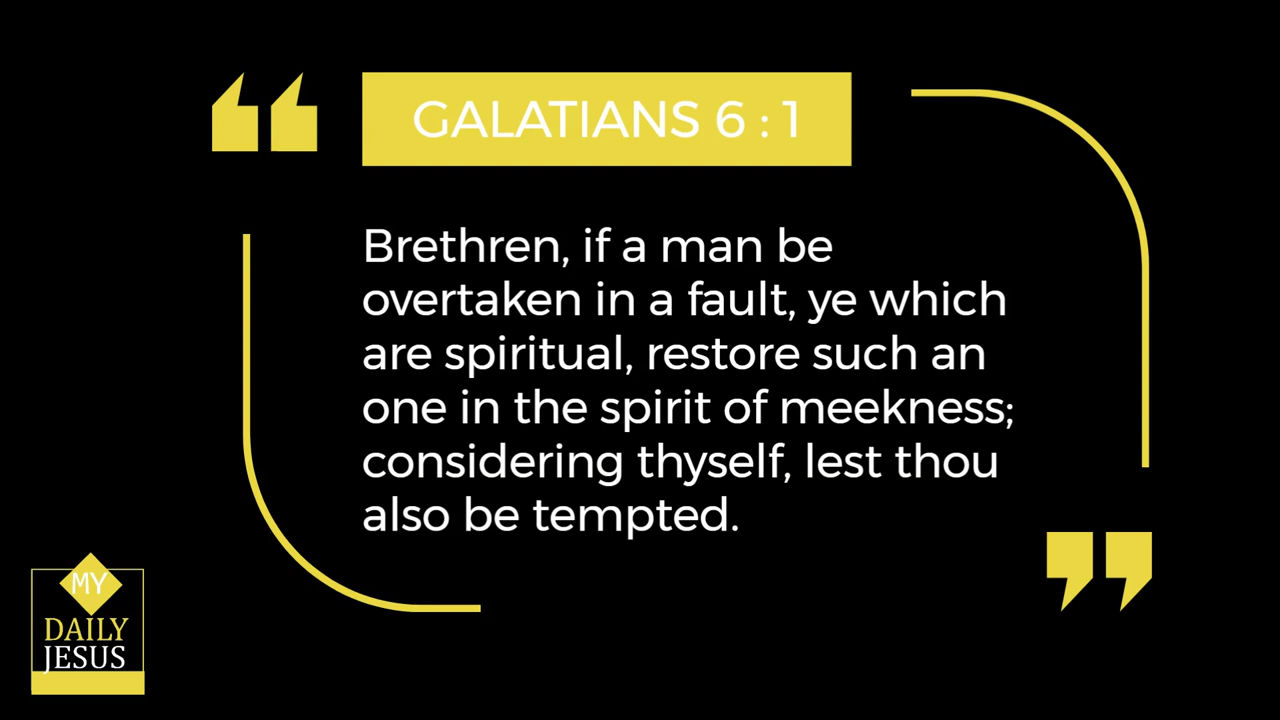 GALATIANS 6 : 1
Brethren, if a man be
overtaken in a fault, ye which
are spiritual, restore such an
one in the spirit of meekness;
considering thyself, lest thou
also be tempted.
MY
DAILY
JESUS